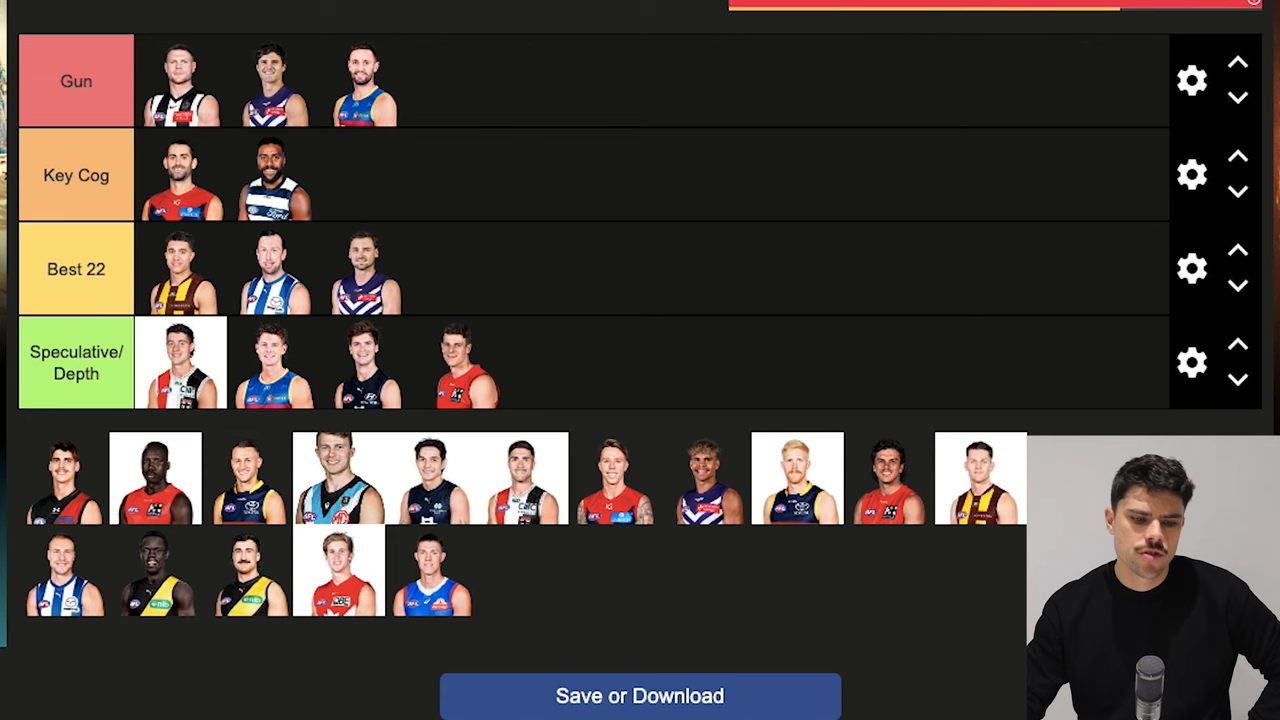 Gun
Key Cog
Best 22
Speculative/
Depth
Save or Download